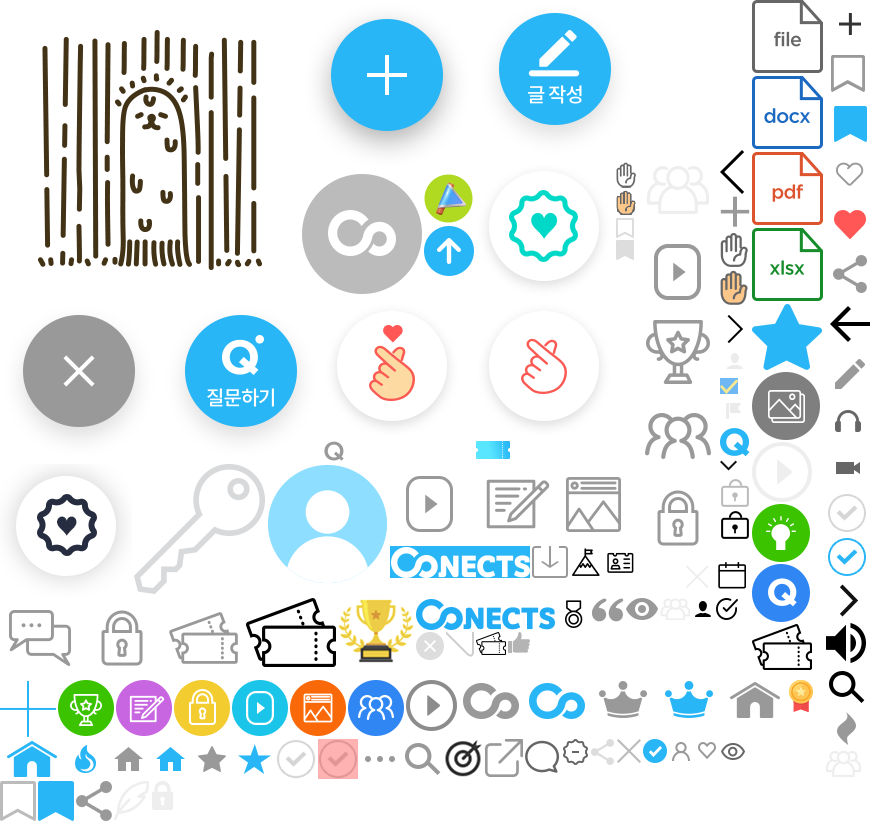 글 작성
file
docx
pdf
xlsx
질문하기
CONECTS
CONECTS